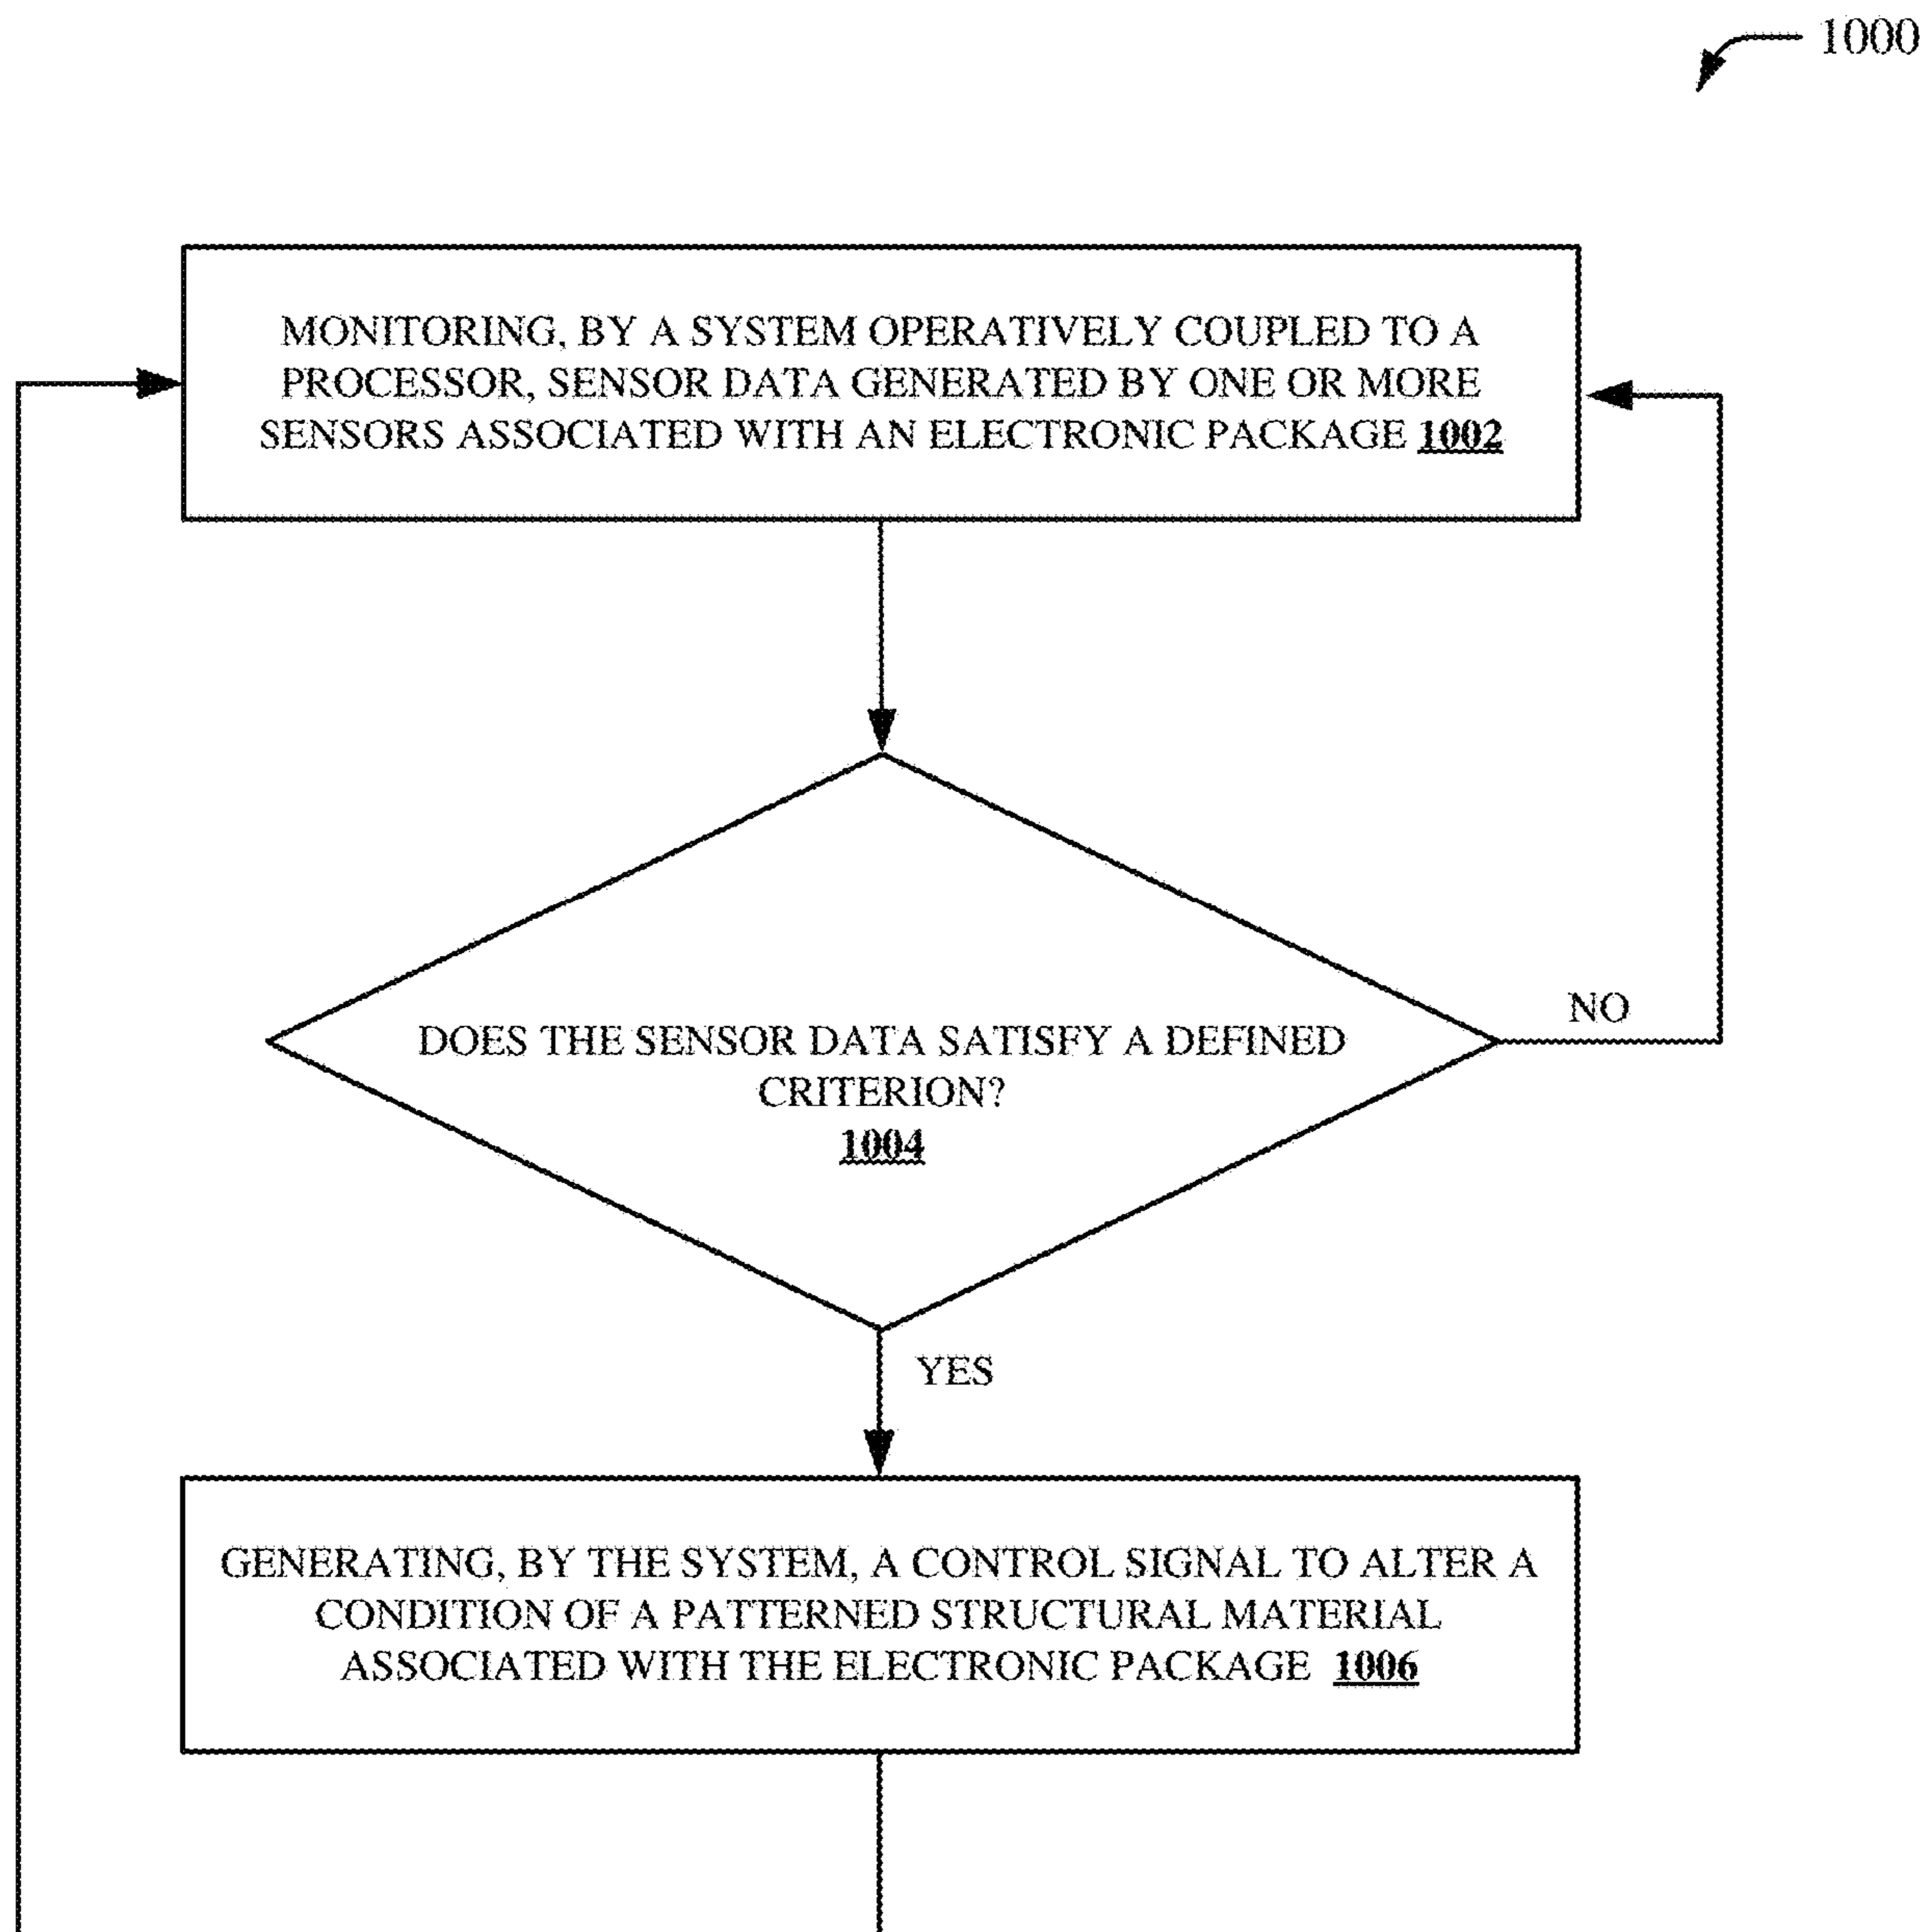 1000
MONITORING, BY A SYSTEM OPERATIVELY COUPLED TO A
PROCESSOR, SENSOR DATA GENERATED BY ONE OR MORE
SENSORS ASSOCIATED WITH AN ELECTRONIC PACKAGE 1002
NO
DOES THE SENSOR DATA SATISFY A DEFINED
CRITERION?
1004
YES
GENERATING, BY THE SYSTEM, A CONTROL SIGNAL TO ALTER A
CONDITION OF A PATTERNED STRUCTURAL MATERIAL
ASSOCIATED WITH THE ELECTRONIC PACKAGE 1006